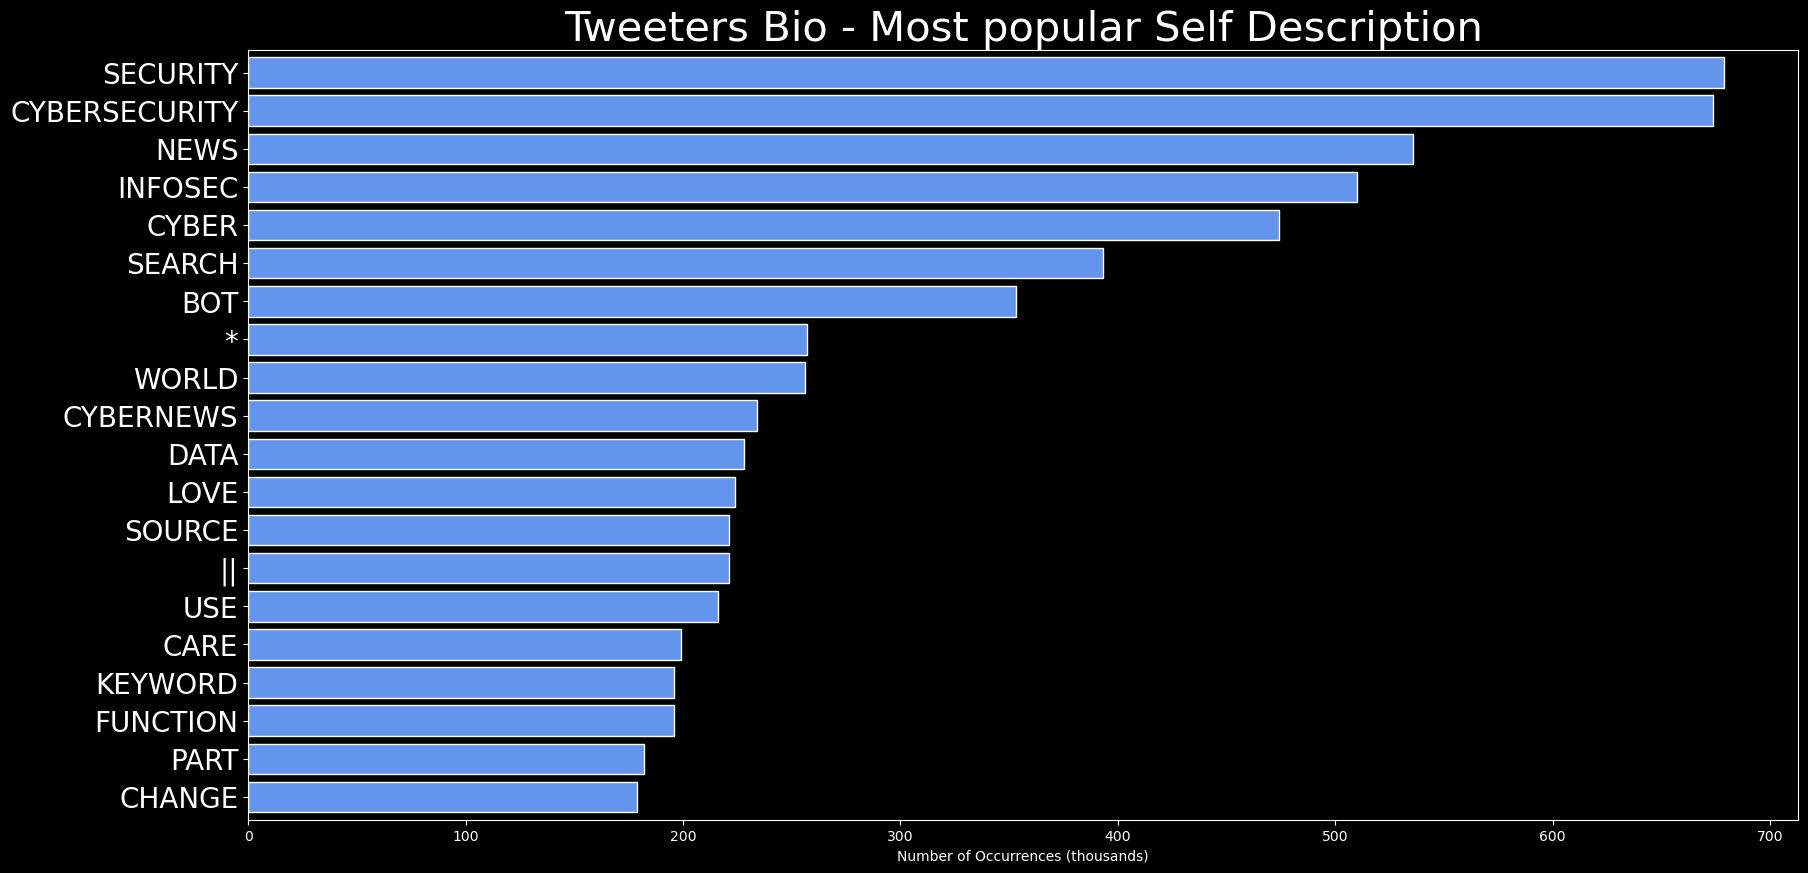 Tweeters Bio - Most popular Self Description
SECURITY
CYBERSECURITY
NEWS
INFOSEC
CYBER
SEARCH
BOT
*
WORLD
CYBERNEWS
DATA
LOVE
SOURCE
||
USE
CARE
KEYWORD
FUNCTION
PART
CHANGE
0 100 200 300 400 500 600 700
Number of Occurrences (thousands)